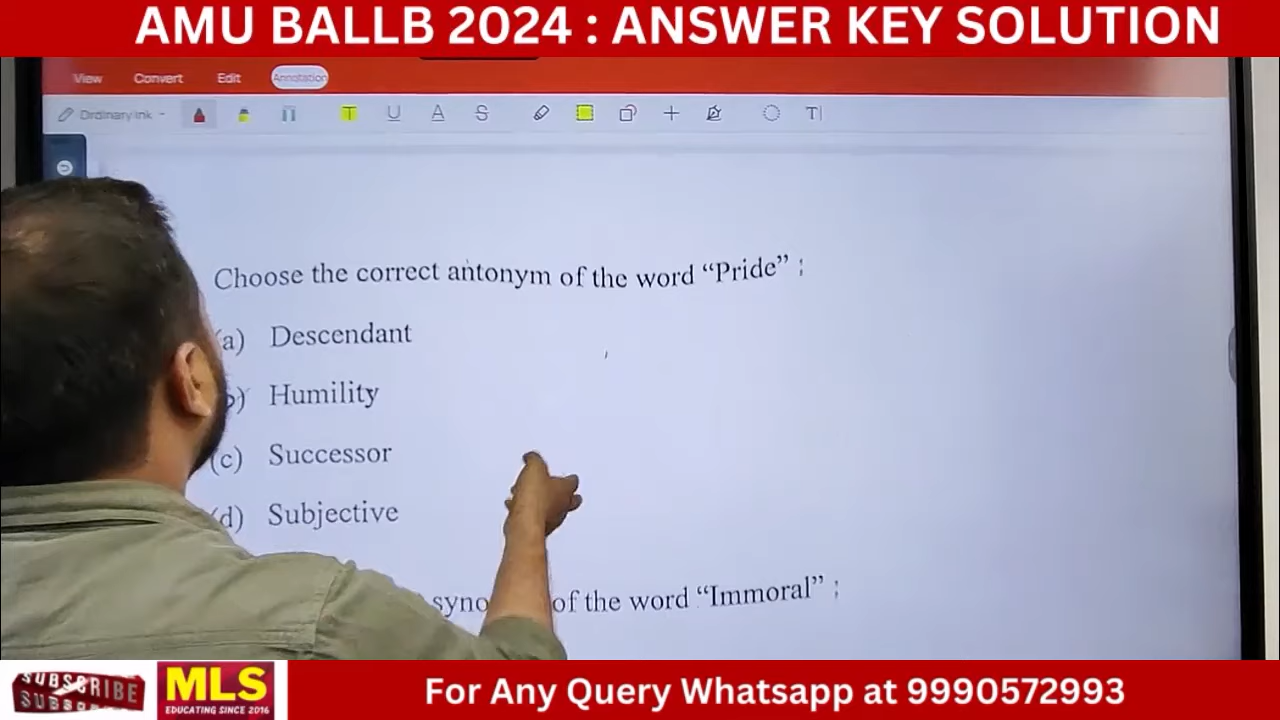 AMU BALLB 2024 : ANSWER KEY SOLUTION
View Convert Edit Annotation
Ordinary ink
Choose the correct antonym of the word “Pride” :
(a) Descendant
(b) Humility
(c) Successor
(d) Subjective
of the word “Immoral” :
SUBSCRIBE
MLS
EDUCATING SINCE 2016
For Any Query Whatsapp at 9990572993